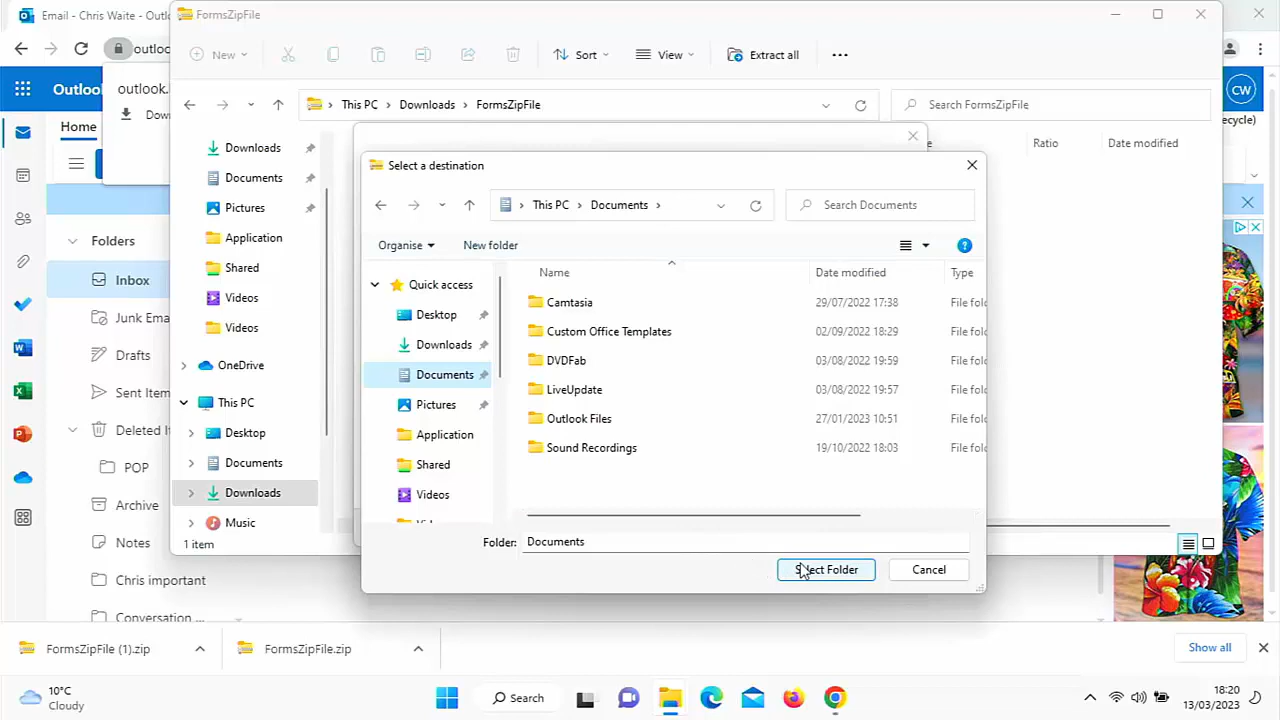 Email - Chris Waite - Outlo
FormsZipFile
outloo
New
Sort
View
Extract all
Outlook
outlook.
Dow
This PC > Downloads > FormsZipFile
Search FormsZipFile
CW
ecycle)
Home
Ratio
Date modified
Downloads
Documents
Pictures
Application
Shared
Videos
Videos
OneDrive
This PC
Desktop
Documents
Downloads
Music
1 item
Folders
Inbox
Junk Ema
Drafts
Sent Item
Deleted I
POP
Archive
Notes
Chris important
Conversation ...
Select a destination
This PC > Documents >
Search Documents
Organise
New folder
Quick access
Desktop
Downloads
Documents
Pictures
Application
Shared
Videos
Name Date modified Type
Camtasia 29/07/2022 17:38 File fold
Custom Office Templates 02/09/2022 18:29 File fold
DVDFab 03/08/2022 19:59 File fold
LiveUpdate 03/08/2022 19:57 File fold
Outlook Files 27/01/2023 10:51 File fold
Sound Recordings 19/10/2022 18:03 File fold
Folder: Documents
Select Folder
Cancel
FormsZipFile (1).zip
FormsZipFile.zip
Show all
10°C
Cloudy
Search
18:20
13/03/2023